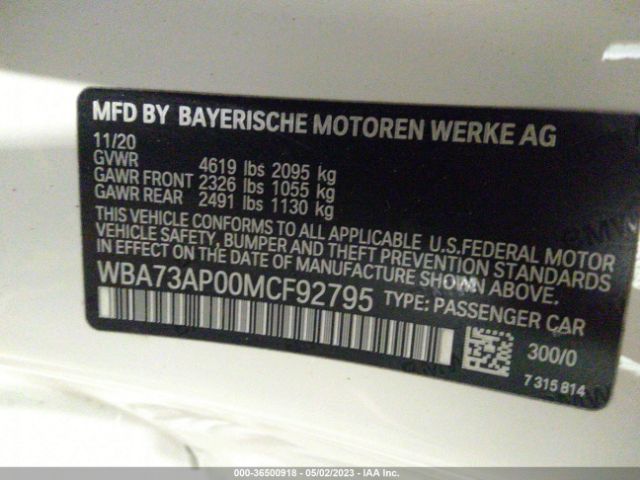 MFD BY BAYERISCHE MOTOREN WERKE AG
11/20
GVWR 4619 lbs 2095 kg
GAWR FRONT 2326 lbs 1055 kg
GAWR REAR 2491 lbs 1130 kg
THIS VEHICLE CONFORMS TO ALL APPLICABLE U.S.FEDERAL MOTOR
VEHICLE SAFETY, BUMPER AND THEFT PREVENTION STANDARDS
IN EFFECT ON THE DATE OF MANUFACTURE SHOWN ABOVE.
WBA73AP00MCF92795 TYPE: PASSENGER CAR
300/0
7 315 814
000-36500918 - 05/02/2023 - IAA Inc.